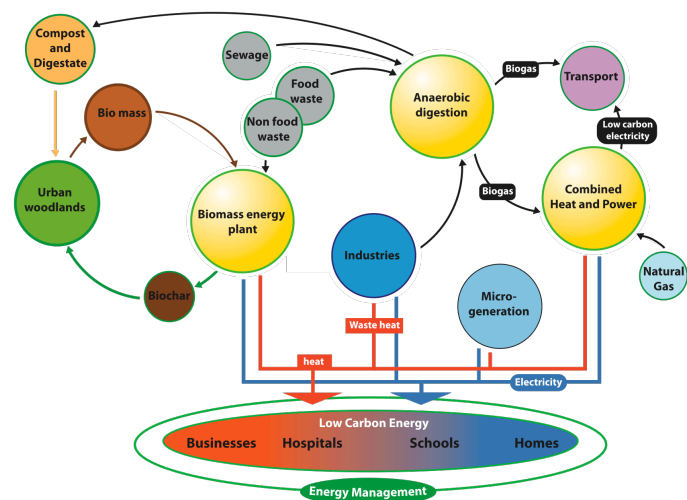 Compost
and
Digestate
Sewage
Food
waste
Non food
waste
Anaerobic
digestion
Biogas
Transport
Low carbon
electricity
Bio mass
Urban
woodlands
Biomass energy
plant
Industries
Biogas
Combined
Heat and Power
Natural
Gas
Biochar
Micro-
generation
Waste heat
heat
Electricity
Low Carbon Energy
Businesses Hospitals Schools Homes
Energy Management